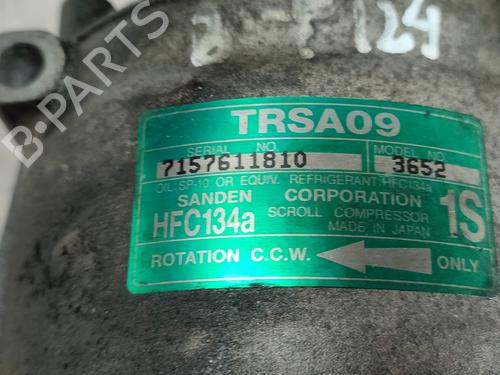 TRSA09
SERIAL NO. MODEL NO.
7157611810 3652
OIL:SP-10 OR EQUIV. REFRIGERANT HFC134a
SANDEN CORPORATION
HFC134a SCROLL COMPRESSOR 1S
MADE IN JAPAN
ROTATION C.C.W. ONLY
B-PARTS